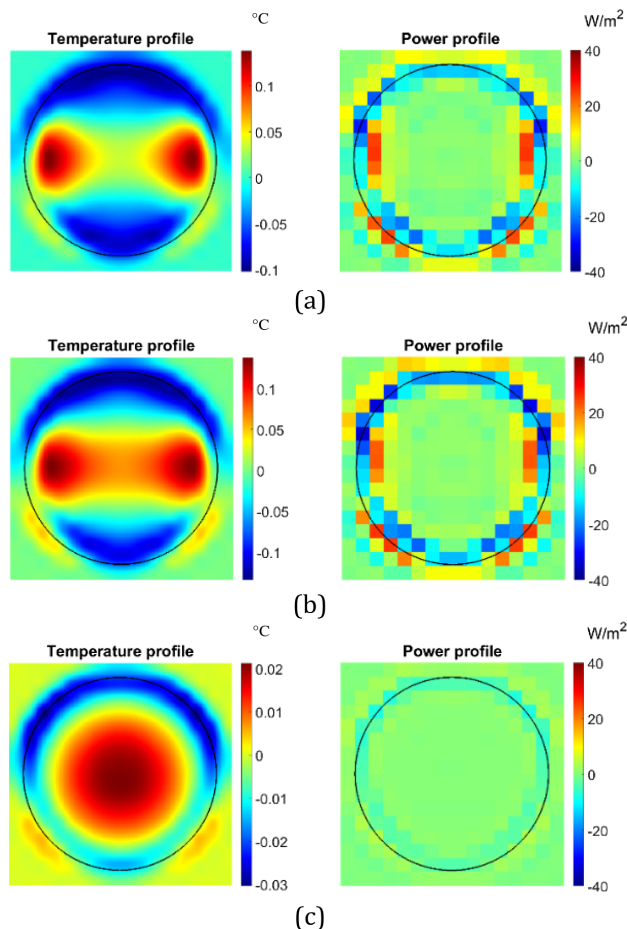 °C
W/m²
Temperature profile
Power profile
0.1
0.05
0
-0.05
-0.1
40
20
0
-20
-40
(a)
°C
W/m²
Temperature profile
Power profile
0.1
0.05
0
-0.05
-0.1
40
20
0
-20
-40
(b)
°C
W/m²
Temperature profile
Power profile
0.02
0.01
0
-0.01
-0.02
-0.03
40
20
0
-20
-40
(c)